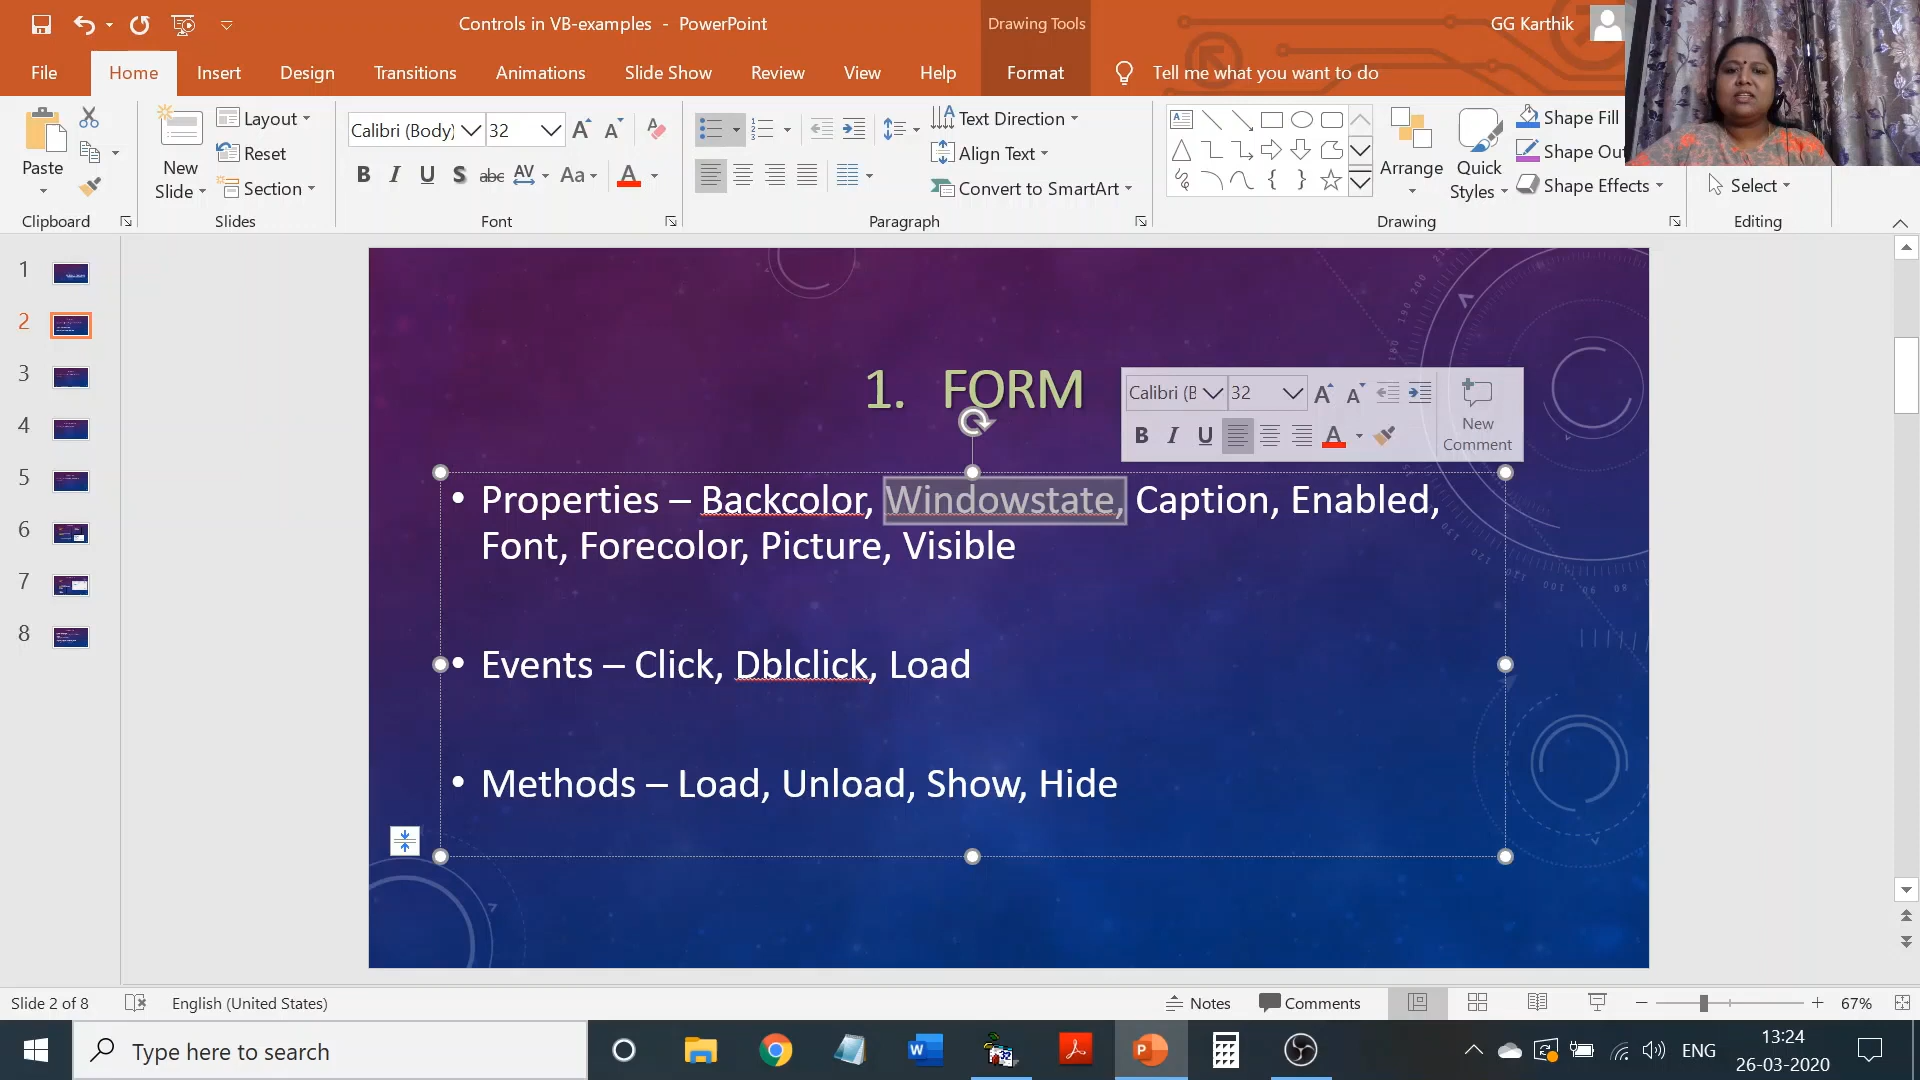 Controls in VB-examples - PowerPoint
Drawing Tools
GG Karthik
File
Home
Insert
Design
Transitions
Animations
Slide Show
Review
View
Help
Format
Tell me what you want to do
Paste
Clipboard
New
Slide
Layout
Reset
Section
Slides
Calibri (Body)
32
B I U S abc AV Aa A
Font
Text Direction
Align Text
Convert to SmartArt
Paragraph
Arrange
Quick
Styles
Shape Fill
Shape Ou
Shape Effects
Drawing
Select
Editing
1
2
3
4
5
6
7
8
1. FORM
Calibri (B
32
B I U A
New
Comment
• Properties – Backcolor, Windowstate, Caption, Enabled,
Font, Forecolor, Picture, Visible
• Events – Click, Dblclick, Load
• Methods – Load, Unload, Show, Hide
Slide 2 of 8
English (United States)
Notes
Comments
67%
Type here to search
ENG
13:24
26-03-2020